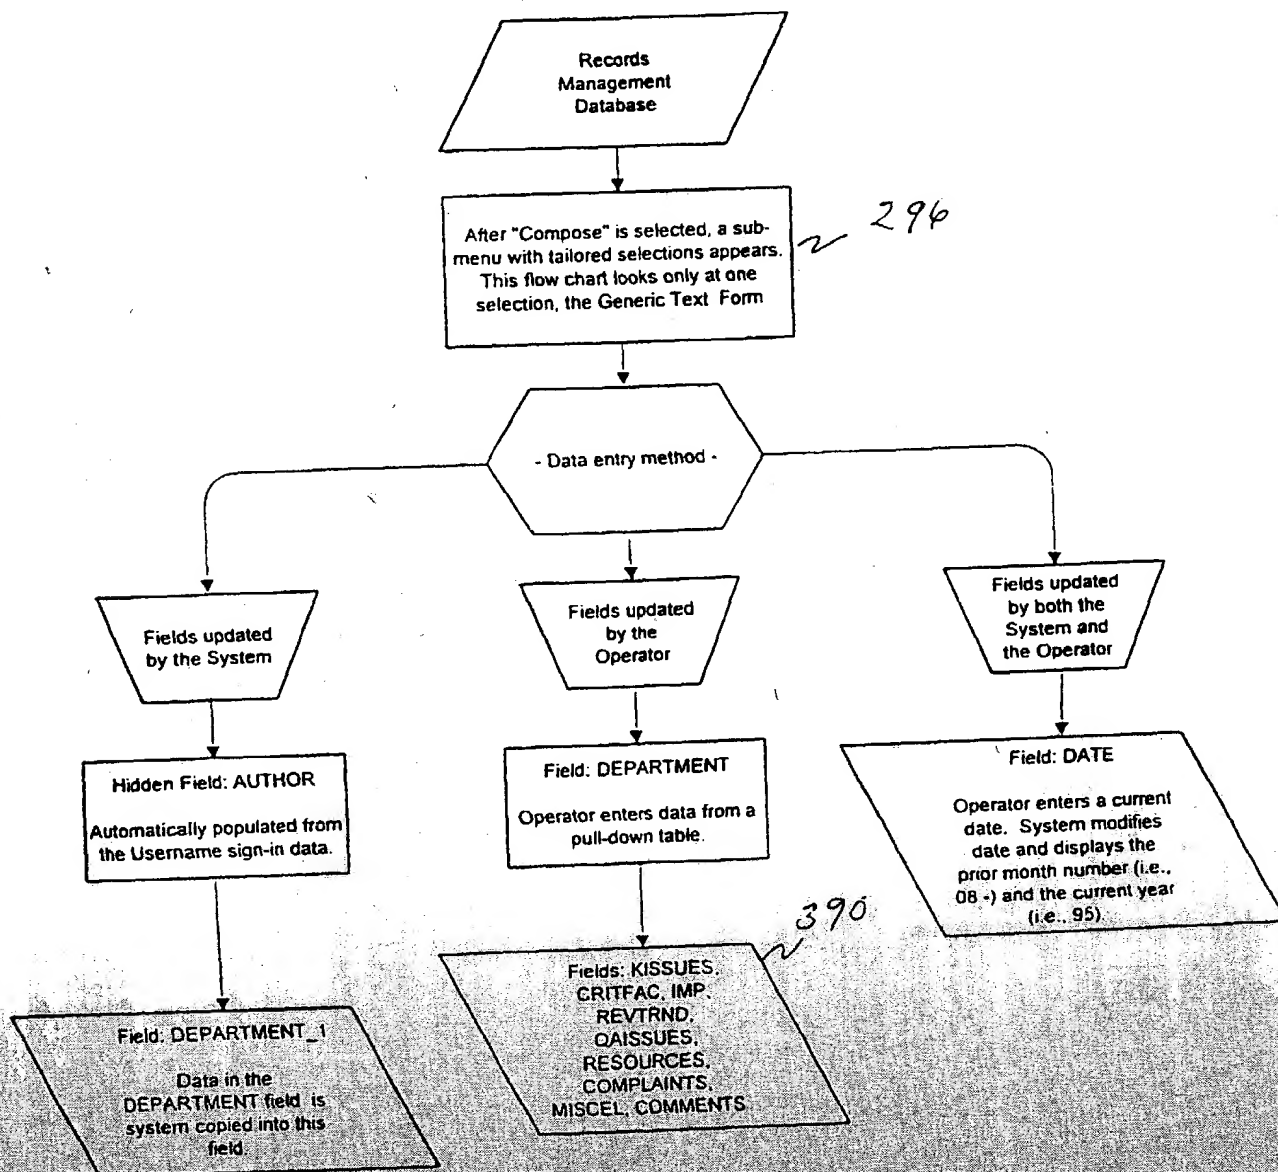 Records
Management
Database
After "Compose" is selected, a sub-
menu with tailored selections appears.
This flow chart looks only at one
selection, the Generic Text Form
296
- Data entry method -
Fields updated
by the System
Fields updated
by the
Operator
Fields updated
by both the
System and
the Operator
Hidden Field: AUTHOR
Automatically populated from
the Username sign-in data.
Field: DEPARTMENT
Operator enters data from a
pull-down table.
Field: DATE
Operator enters a current
date. System modifies
date and displays the
prior month number (i.e.,
08 -) and the current year
(i.e., 95)
390
Field: DEPARTMENT_1
Data in the
DEPARTMENT field is
system copied into this
field.
Fields: KISSUES,
CRITFAC, IMP,
REVTRND,
QAISSUES,
RESOURCES,
COMPLAINTS,
MISCEL, COMMENTS